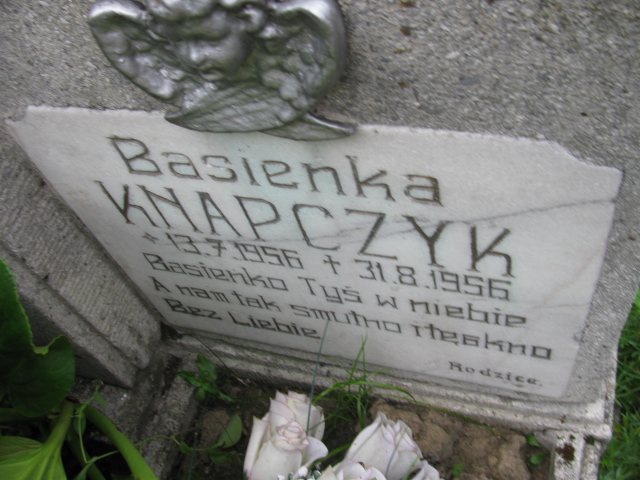 Basienka
KNAPCZYK
* 13.7.1956 † 31.8.1956
Basienko Tyś w niebie
A nam tak smutno i tęskno
Bez Ciebie
Rodzice